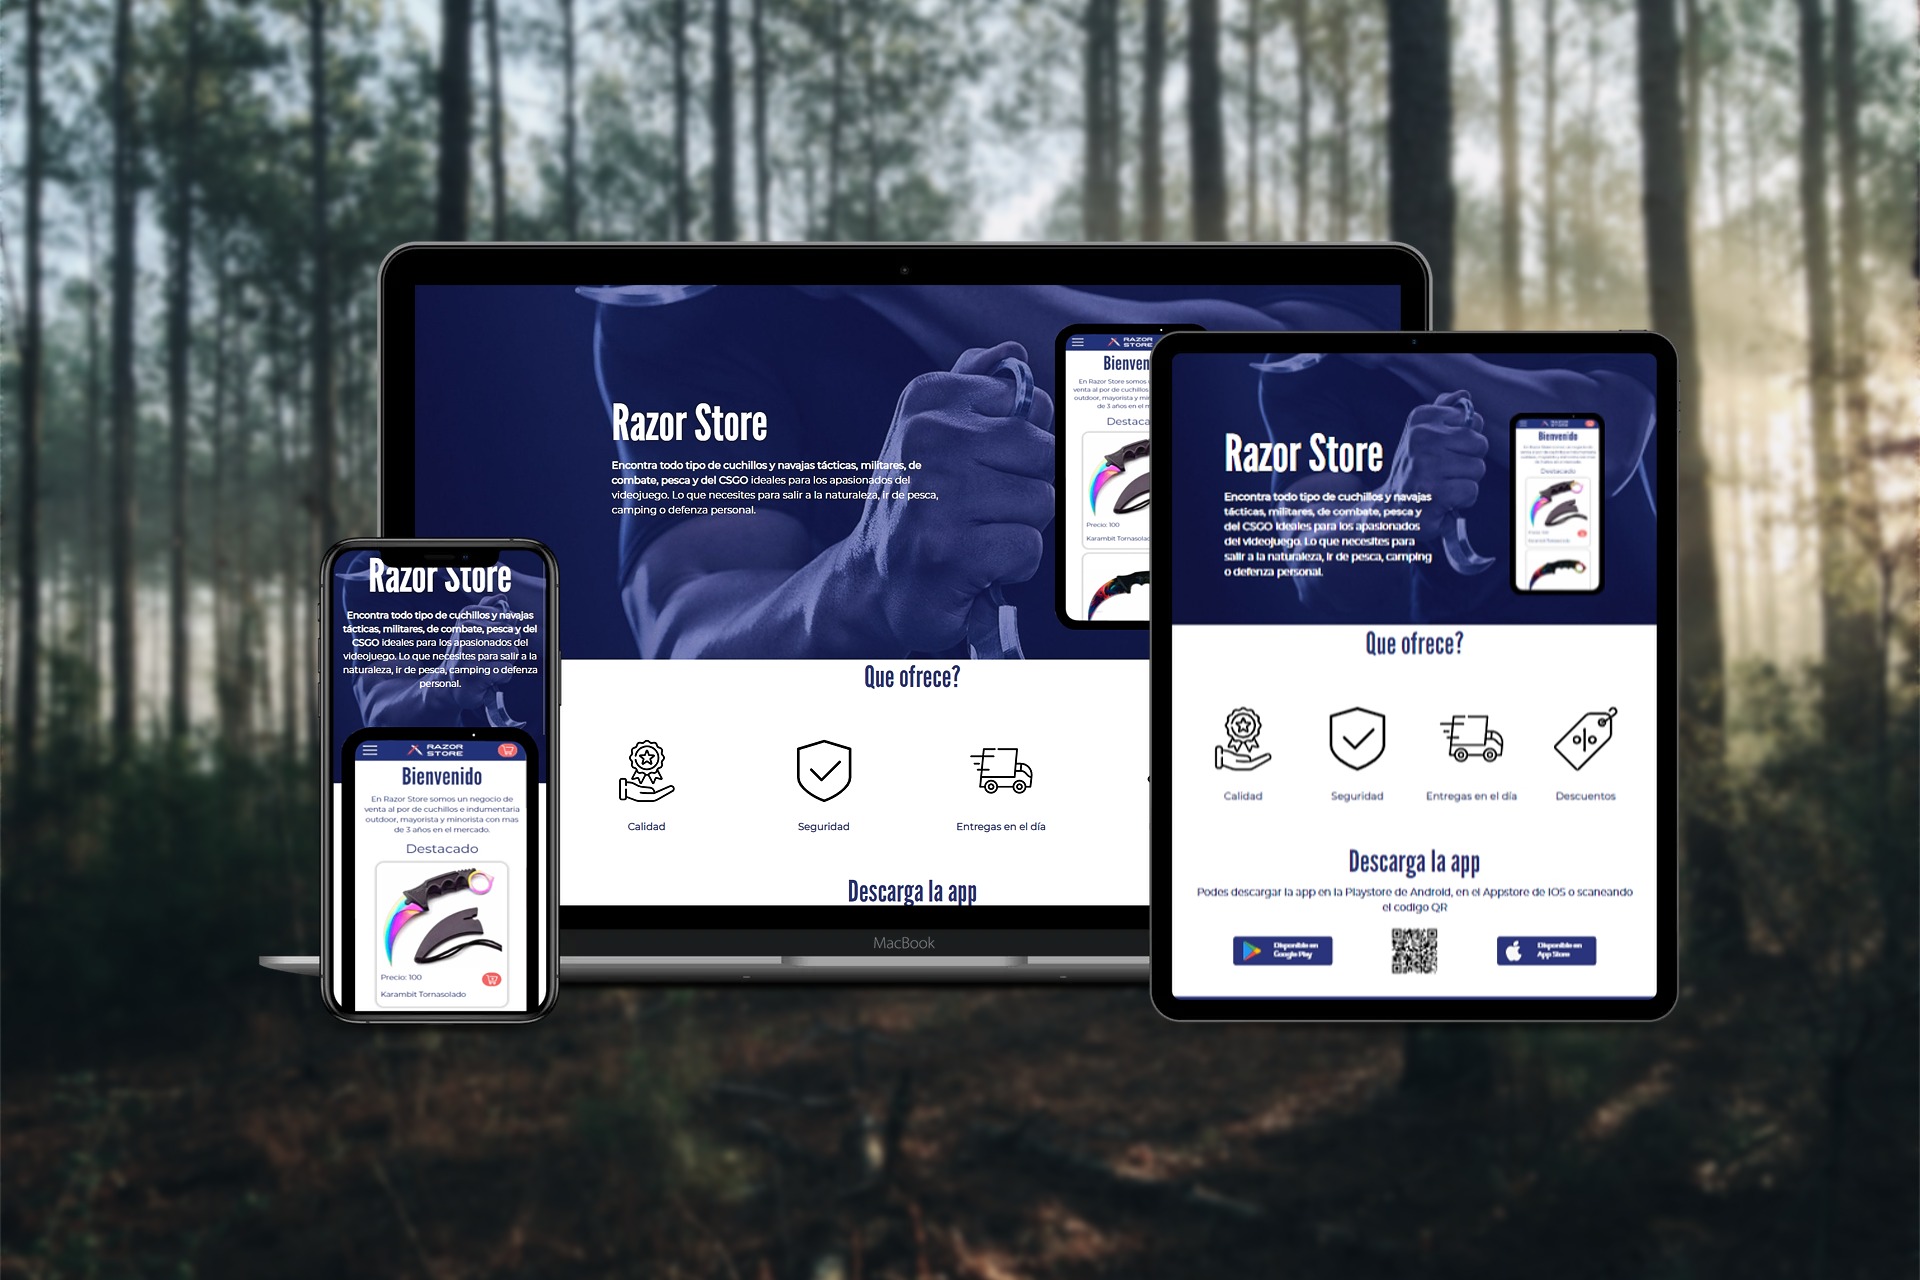 Razor Store
Encontra todo tipo de cuchillos y navajas tácticas, militares, de
combate, pesca y del CSGO ideales para los apasionados del
videojuego. Lo que necesites para salir a la naturaleza, ir de pesca,
camping o defenza personal.
RAZOR
STORE
Bienven
En Razor Store somos
venta al por de cuchillos
outdoor, mayorista y min
de 3 años en el m
Destaca
Precio: 100
Karambit Tornasolad
Que ofrece?
Calidad
Seguridad
Entregas en el día
Descarga la app
MacBook
Razor Store
Encontra todo tipo de cuchillos y navajas
tácticas, militares, de combate, pesca y del
CSGO ideales para los apasionados del
videojuego. Lo que necesites para salir a la
naturaleza, ir de pesca, camping o defenza
personal.
RAZOR
STORE
Bienvenido
En Razor Store somos un negocio de
venta al por de cuchillos e indumentaria
outdoor, mayorista y minorista con mas
de 3 años en el mercado.
Destacado
Precio: 100
Karambit Tornasolado
Razor Store
Encontra todo tipo de cuchillos y navajas
tácticas, militares, de combate, pesca y
del CSGO ideales para los apasionados
del videojuego. Lo que necesites para
salir a la naturaleza, ir de pesca, camping
o defenza personal.
Bienvenido
Destacado
Que ofrece?
Calidad
Seguridad
Entregas en el día
Descuentos
Descarga la app
Podes descargar la app en la Playstore de Android, en el Appstore de IOS o scaneando
el codigo QR
Disponible en
Google Play
Disponible en
App Store